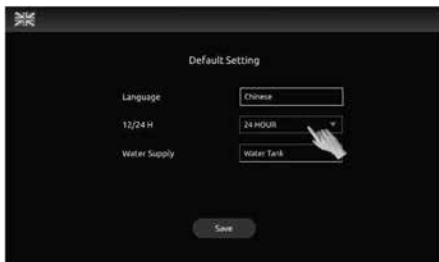 Default Setting
Language Chinese
12/24 H 24 HOUR
Water Supply Water Tank
Save